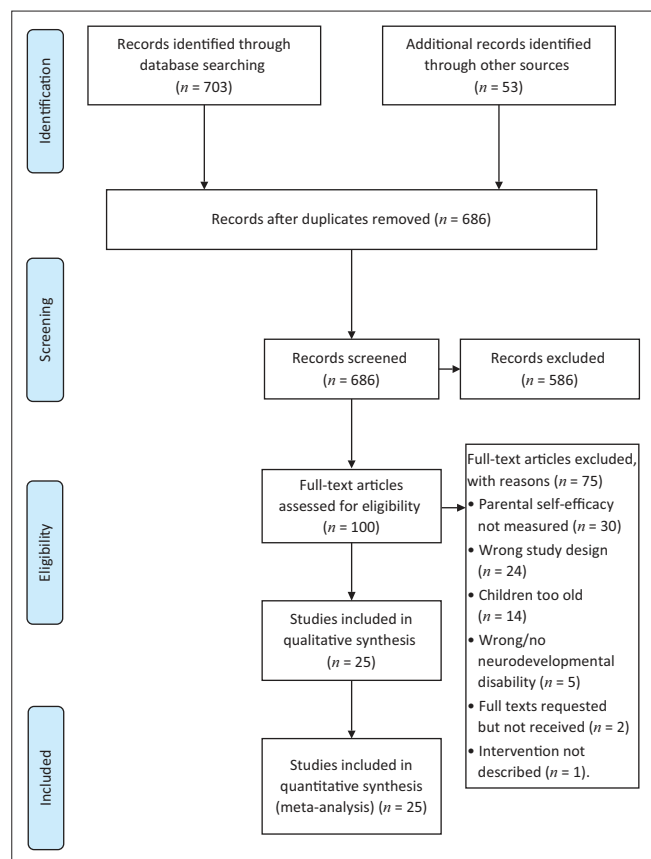 Identification
Records identified through
database searching
(n = 703)
Additional records identified
through other sources
(n = 53)
Records after duplicates removed (n = 686)
Screening
Records screened
(n = 686)
Records excluded
(n = 586)
Eligibility
Full-text articles
assessed for eligibility
(n = 100)
Full-text articles excluded,
with reasons (n = 75)
• Parental self-efficacy
not measured (n = 30)
• Wrong study design
(n = 24)
• Children too old
(n = 14)
• Wrong/no
neurodevelopmental
disability (n = 5)
• Full texts requested
but not received (n = 2)
• Intervention not
described (n = 1).
Studies included in
qualitative synthesis
(n = 25)
Included
Studies included in
quantitative synthesis
(meta-analysis) (n = 25)